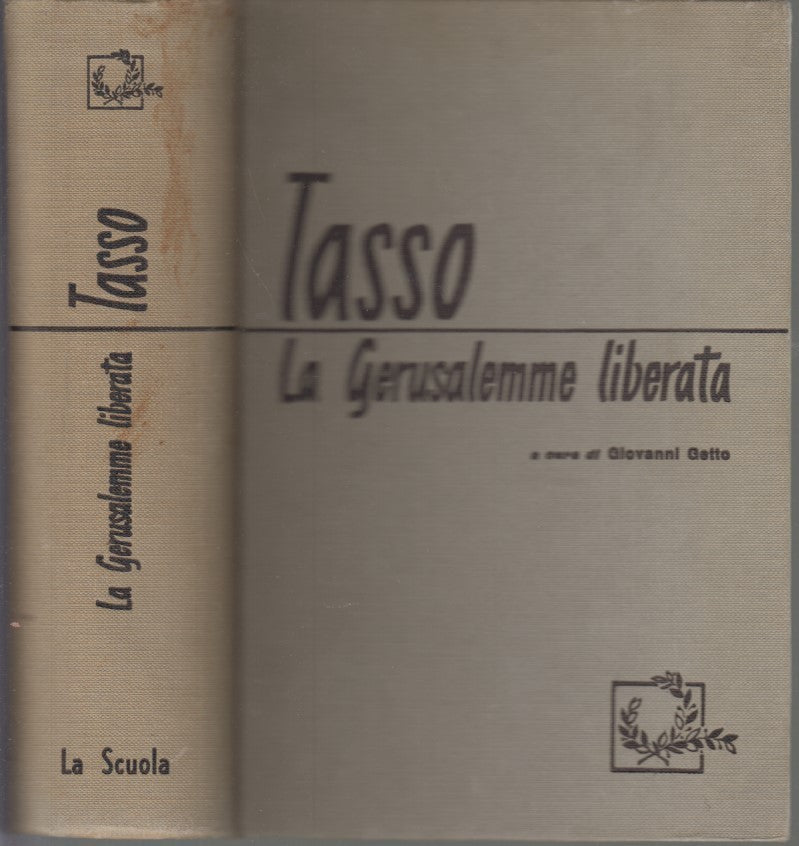 Tasso
La Gerusalemme liberata
La Scuola
Tasso
La Gerusalemme liberata
a cura di Giovanni Getto